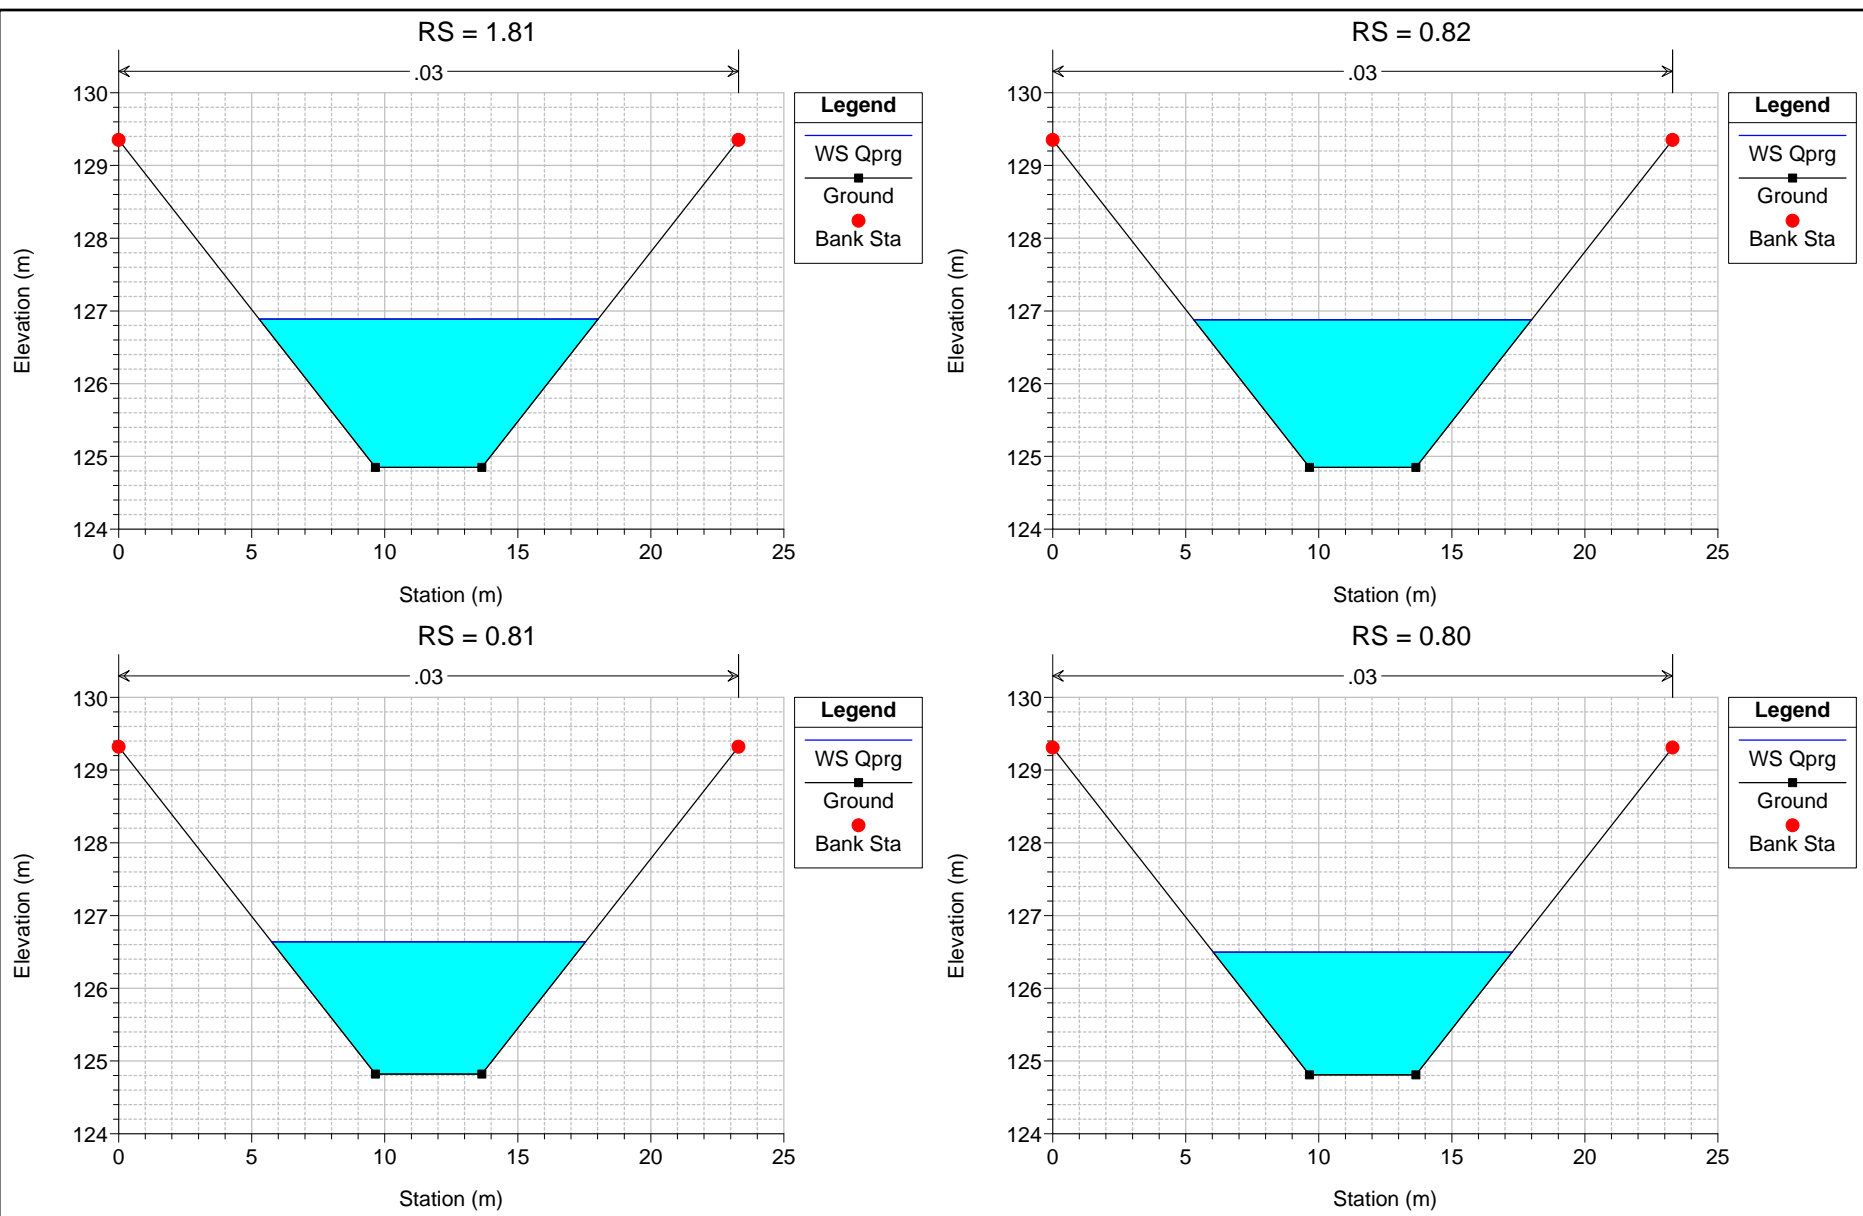 RS = 1.81
.03
130
129
128
127
126
125
124
0 5 10 15 20 25
Elevation (m)
Station (m)
Legend
WS Qprg
Ground
Bank Sta
RS = 0.82
.03
130
129
128
127
126
125
124
0 5 10 15 20 25
Elevation (m)
Station (m)
Legend
WS Qprg
Ground
Bank Sta
RS = 0.81
.03
130
129
128
127
126
125
124
0 5 10 15 20 25
Elevation (m)
Station (m)
Legend
WS Qprg
Ground
Bank Sta
RS = 0.80
.03
130
129
128
127
126
125
124
0 5 10 15 20 25
Elevation (m)
Station (m)
Legend
WS Qprg
Ground
Bank Sta